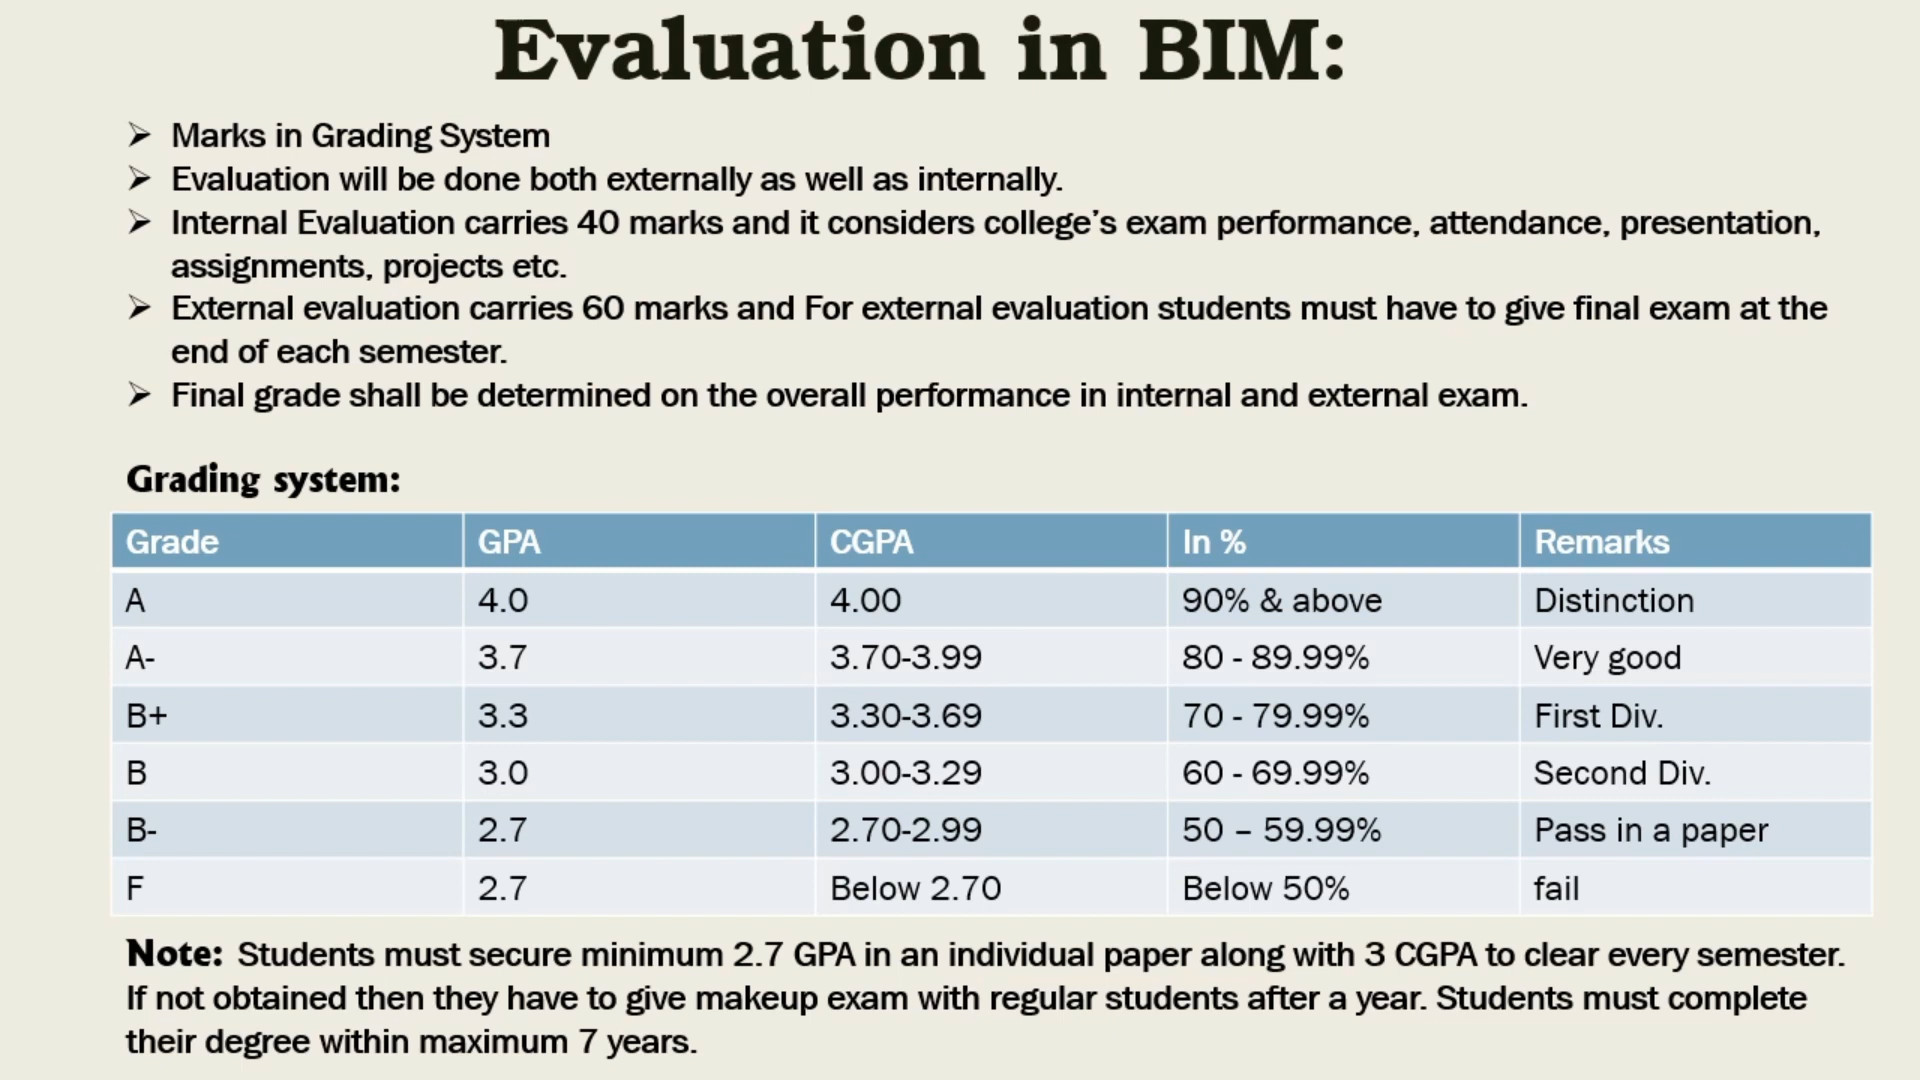 Evaluation in BIM:
➢ Marks in Grading System
➢ Evaluation will be done both externally as well as internally.
➢ Internal Evaluation carries 40 marks and it considers college’s exam performance, attendance, presentation,
assignments, projects etc.
➢ External evaluation carries 60 marks and For external evaluation students must have to give final exam at the
end of each semester.
➢ Final grade shall be determined on the overall performance in internal and external exam.
Grading system:
Grade GPA CGPA In % Remarks
A 4.0 4.00 90% & above Distinction
A- 3.7 3.70-3.99 80 - 89.99% Very good
B+ 3.3 3.30-3.69 70 - 79.99% First Div.
B 3.0 3.00-3.29 60 - 69.99% Second Div.
B- 2.7 2.70-2.99 50 – 59.99% Pass in a paper
F 2.7 Below 2.70 Below 50% fail
Note: Students must secure minimum 2.7 GPA in an individual paper along with 3 CGPA to clear every semester.
If not obtained then they have to give makeup exam with regular students after a year. Students must complete
their degree within maximum 7 years.